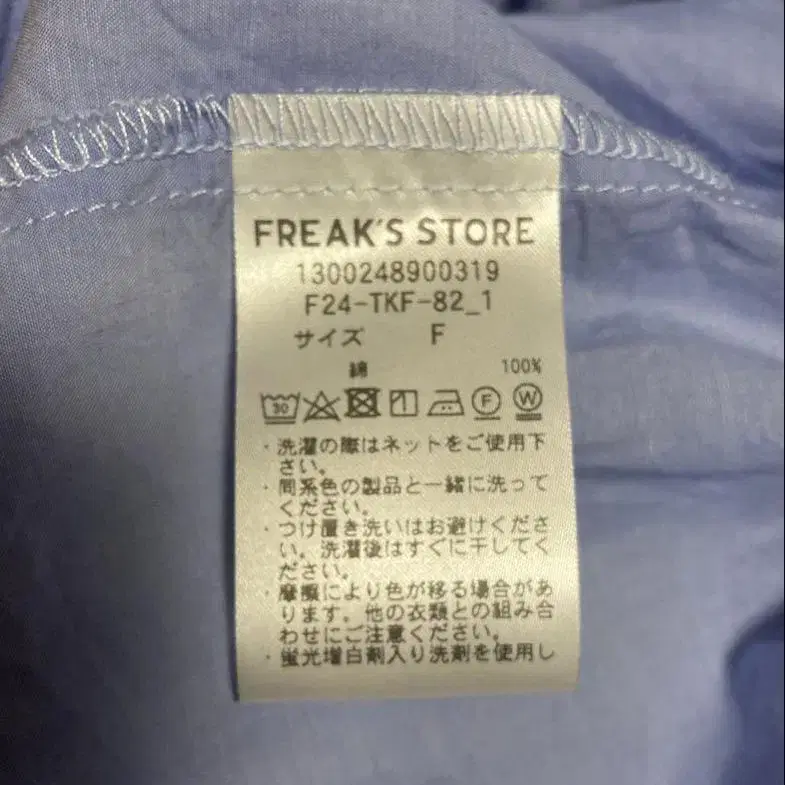 FREAK'S STORE
1300248900319
F24-TKF-82_1
サイズ F
綿 100%
30 F W
・洗濯の際はネットをご使用下
さい。
・同系色の製品と一緒に洗って
ください。
・つけ置き洗いはお避けくださ
い。洗濯後はすぐに干してく
ださい。
・摩擦により色が移る場合があ
ります。他の衣類との組み合
わせにご注意ください。
・蛍光増白剤入り洗剤を使用し